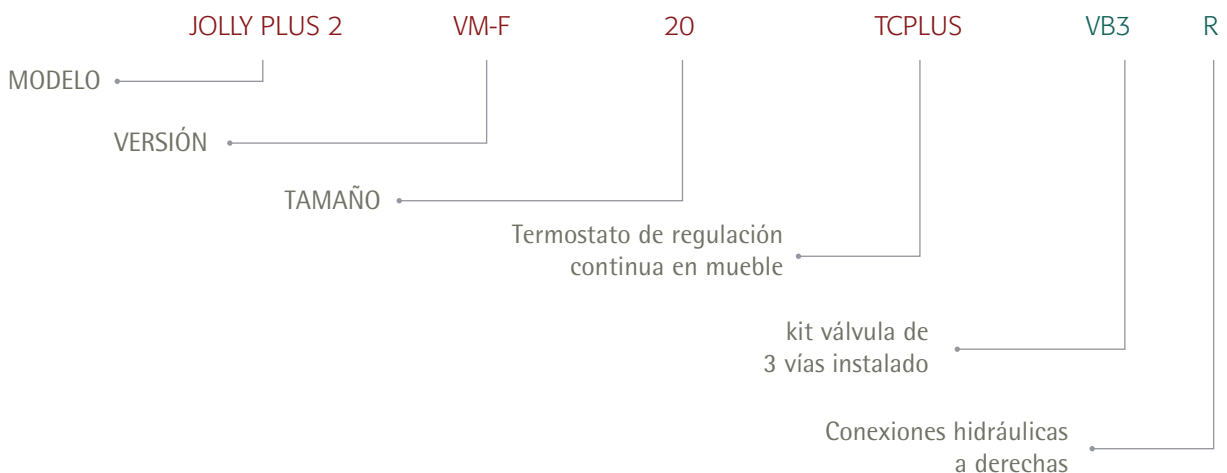 JOLLY PLUS 2 VM-F 20 TCPLUS VB3 R
MODELO
VERSIÓN
TAMAÑO
Termostato de regulación
continua en mueble
kit válvula de
3 vías instalado
Conexiones hidráulicas
a derechas